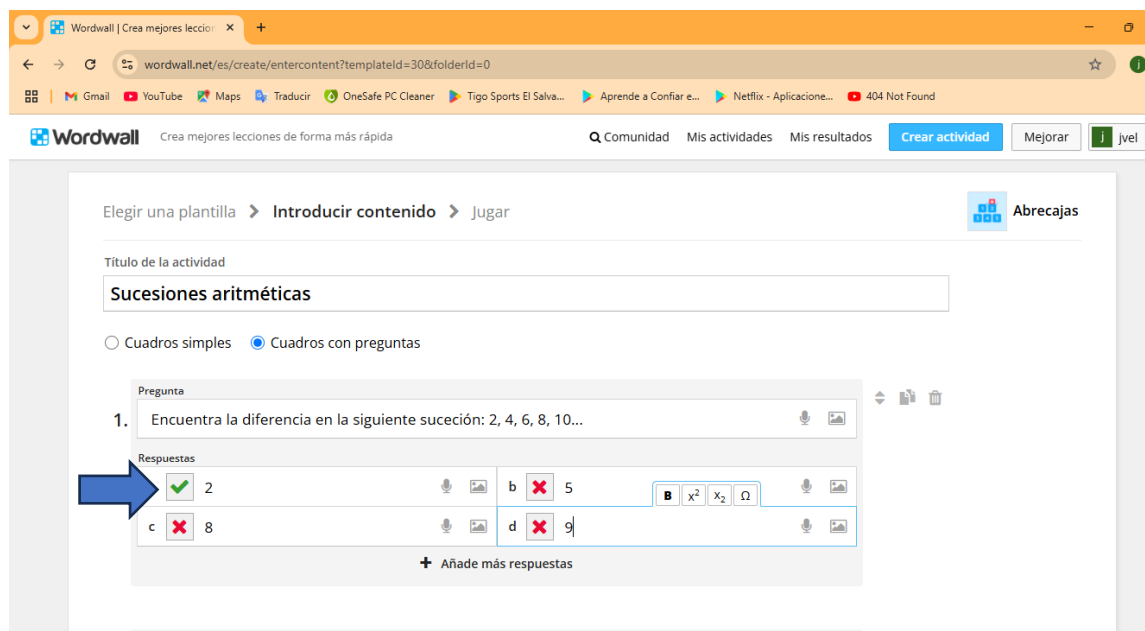 Wordwall | Crea mejores leccion
wordwall.net/es/create/entercontent?templateId=30&folderId=0
Gmail YouTube Maps Traducir OneSafe PC Cleaner Tigo Sports El Salva... Aprende a Confiar e... Netflix - Aplicacione... 404 Not Found
Wordwall Crea mejores lecciones de forma más rápida Comunidad Mis actividades Mis resultados Crear actividad Mejorar j jvel
Elegir una plantilla > Introducir contenido > Jugar Abrecajas
Título de la actividad
Sucesiones aritméticas
Cuadros simples Cuadros con preguntas
Pregunta
1. Encuentra la diferencia en la siguiente suceción: 2, 4, 6, 8, 10...
Respuestas
2 b 5 B x² x₂ Ω
c 8 d 9
+ Añade más respuestas